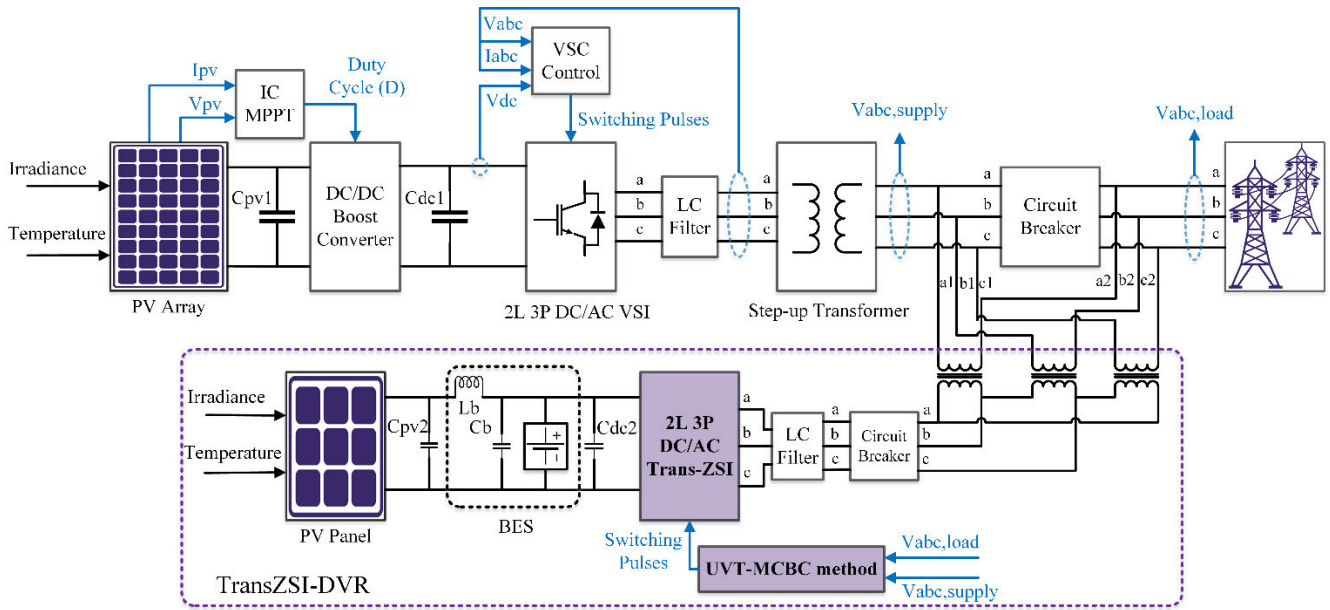 Ipv
Vpv
IC
MPPT
Duty
Cycle (D)
Vabc
Iabc
Vdc
VSC
Control
Switching Pulses
Vabc,supply
Vabc,load
Irradiance
Temperature
PV Array
Cpv1
DC/DC
Boost
Converter
Cdc1
2L 3P DC/AC VSI
a
b
c
LC
Filter
a
b
c
Step-up Transformer
a
b
c
Circuit
Breaker
a
b
c
a1
b1
c1
a2
b2
c2
Irradiance
Temperature
PV Panel
Cpv2
Lb
Cb
+
-
BES
Cdc2
2L 3P
DC/AC
Trans-ZSI
a
b
c
LC
Filter
a
b
c
Circuit
Breaker
a
b
c
Switching
Pulses
UVT-MCBC method
Vabc,load
Vabc,supply
TransZSI-DVR